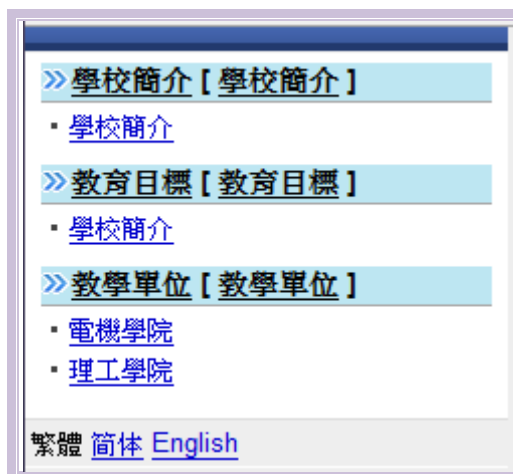 學校簡介 [ 學校簡介 ]
學校簡介
教育目標 [ 教育目標 ]
學校簡介
教學單位 [ 教學單位 ]
電機學院
理工學院
繁體 简体 English